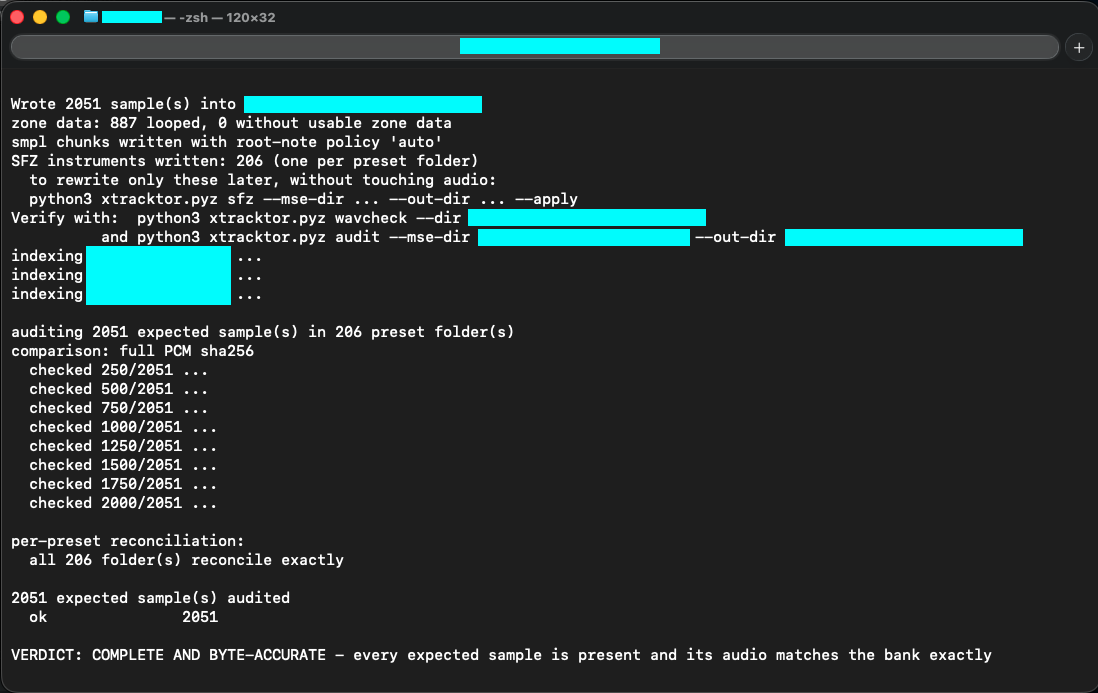 — -zsh — 120×32
+
Wrote 2051 sample(s) into
zone data: 887 looped, 0 without usable zone data
smpl chunks written with root-note policy 'auto'
SFZ instruments written: 206 (one per preset folder)
to rewrite only these later, without touching audio:
python3 xtracktor.pyz sfz --mse-dir ... --out-dir ... --apply
Verify with:  python3 xtracktor.pyz wavcheck --dir
and python3 xtracktor.pyz audit --mse-dir --out-dir
indexing ...
indexing ...
indexing ...
auditing 2051 expected sample(s) in 206 preset folder(s)
comparison: full PCM sha256
checked 250/2051 ...
checked 500/2051 ...
checked 750/2051 ...
checked 1000/2051 ...
checked 1250/2051 ...
checked 1500/2051 ...
checked 1750/2051 ...
checked 2000/2051 ...
per-preset reconciliation:
all 206 folder(s) reconcile exactly
2051 expected sample(s) audited
ok 2051
VERDICT: COMPLETE AND BYTE-ACCURATE - every expected sample is present and its audio matches the bank exactly